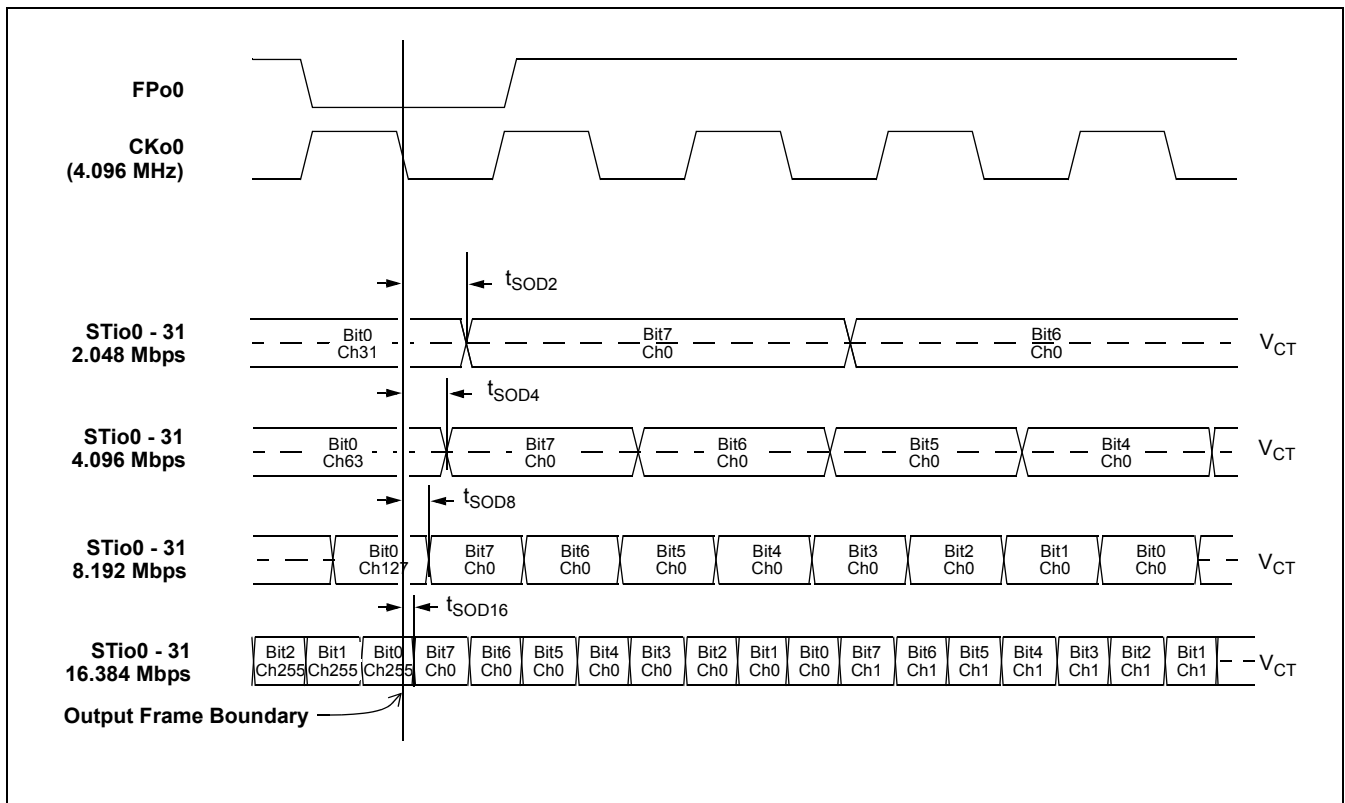 FPo0
CKo0
(4.096 MHz)
tSOD2
STio0 - 31
2.048 Mbps
Bit0
Ch31
Bit7
Ch0
Bit6
Ch0
VCT
tSOD4
STio0 - 31
4.096 Mbps
Bit0
Ch63
Bit7
Ch0
Bit6
Ch0
Bit5
Ch0
Bit4
Ch0
VCT
tSOD8
STio0 - 31
8.192 Mbps
Bit0
Ch127
Bit7
Ch0
Bit6
Ch0
Bit5
Ch0
Bit4
Ch0
Bit3
Ch0
Bit2
Ch0
Bit1
Ch0
Bit0
Ch0
VCT
tSOD16
STio0 - 31
16.384 Mbps
Bit2
Ch255
Bit1
Ch255
Bit0
Ch255
Bit7
Ch0
Bit6
Ch0
Bit5
Ch0
Bit4
Ch0
Bit3
Ch0
Bit2
Ch0
Bit1
Ch0
Bit0
Ch0
Bit7
Ch1
Bit6
Ch1
Bit5
Ch1
Bit4
Ch1
Bit3
Ch1
Bit2
Ch1
Bit1
Ch1
VCT
Output Frame Boundary